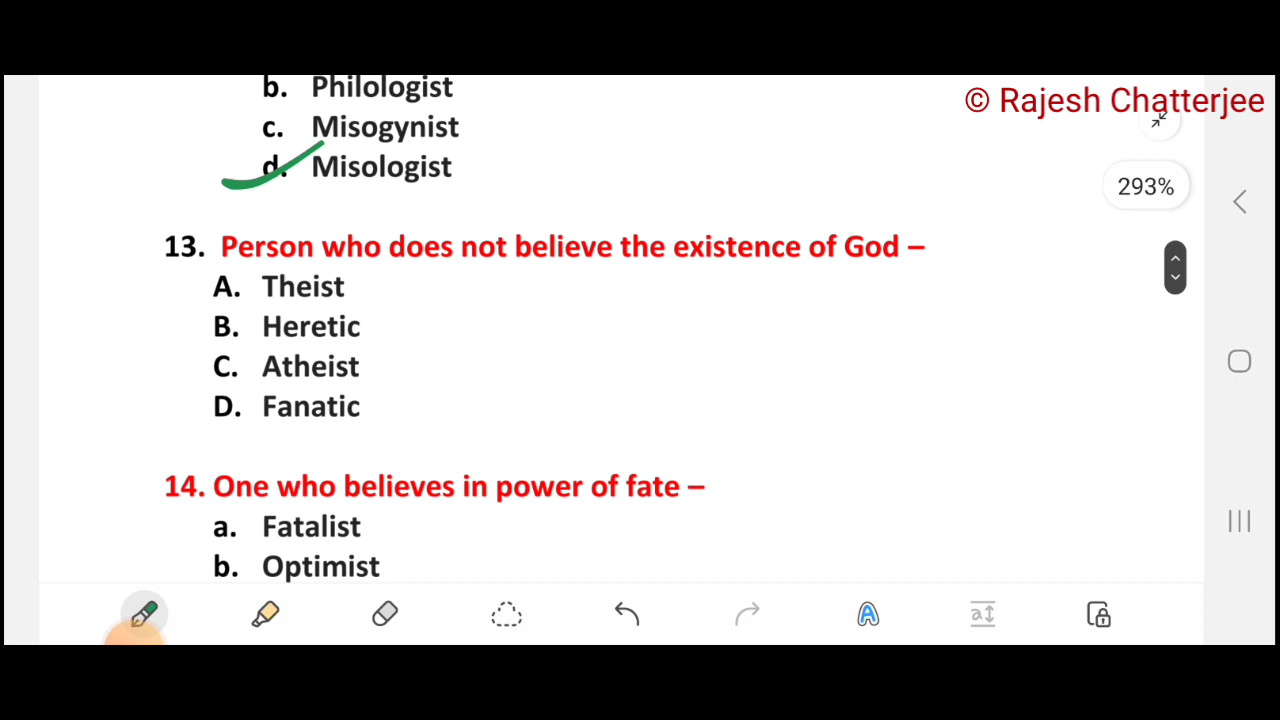 b. Philologist
© Rajesh Chatterjee
c. Misogynist
d. Misologist
293%
13. Person who does not believe the existence of God –
A. Theist
B. Heretic
C. Atheist
D. Fanatic
14. One who believes in power of fate –
a. Fatalist
b. Optimist
A
a